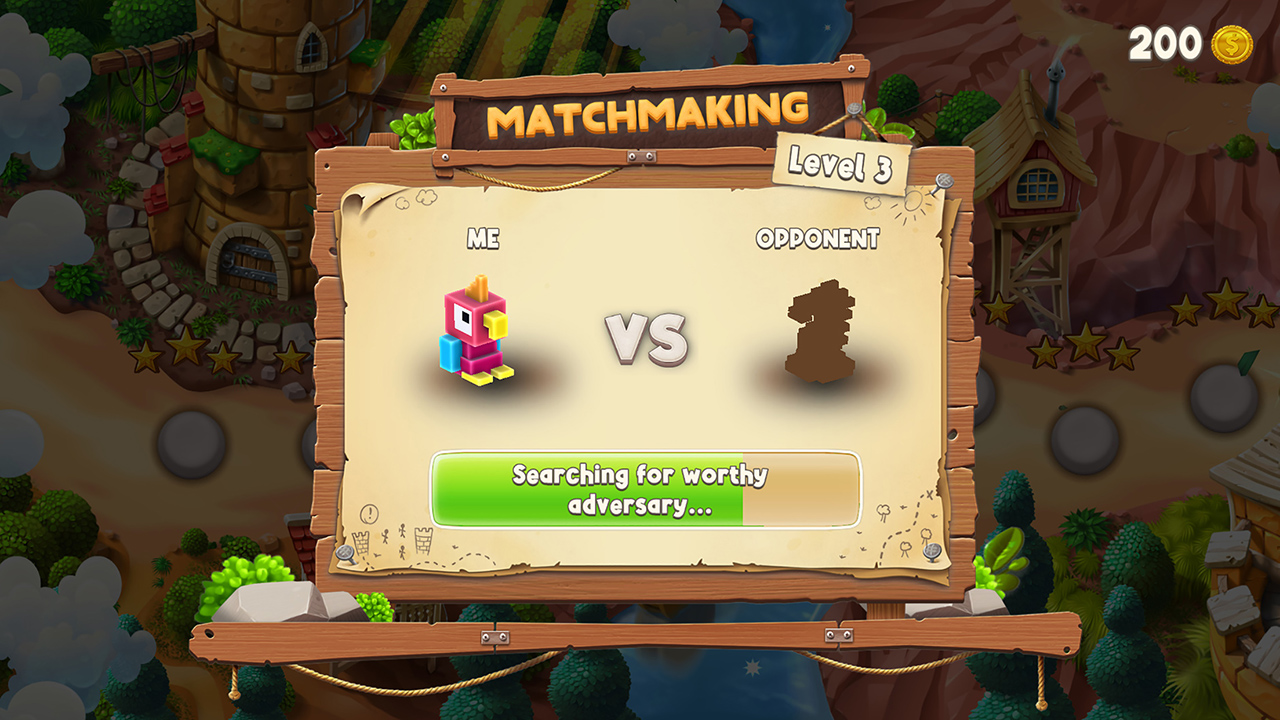 200
MATCHMAKING
Level 3
ME
OPPONENT
VS
Searching for worthy
adversary...